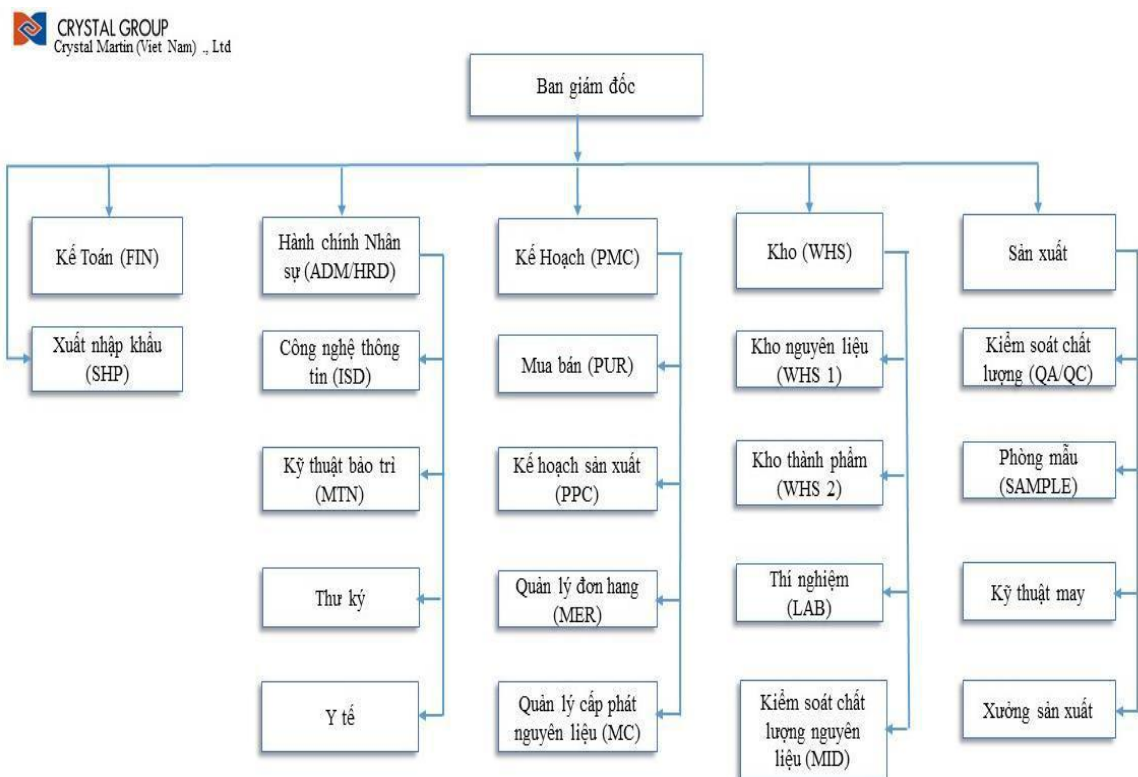 CRYSTAL GROUP
Crystal Martin (Viet Nam) ., Ltd
Ban giám đốc
Kế Toán (FIN)
Hành chính Nhân
sự (ADM/HRD)
Kế Hoạch (PMC)
Kho (WHS)
Sản xuất
Xuất nhập khẩu
(SHP)
Công nghệ thông
tin (ISD)
Mua bán (PUR)
Kho nguyên liệu
(WHS 1)
Kiểm soát chất
lượng (QA/QC)
Kỹ thuật bảo trì
(MTN)
Kế hoạch sản xuất
(PPC)
Kho thành phẩm
(WHS 2)
Phòng mẫu
(SAMPLE)
Thư ký
Quản lý đơn hang
(MER)
Thí nghiệm
(LAB)
Kỹ thuật may
Y tế
Quản lý cấp phát
nguyên liệu (MC)
Kiểm soát chất
lượng nguyên
liệu (MID)
Xưởng sản xuất